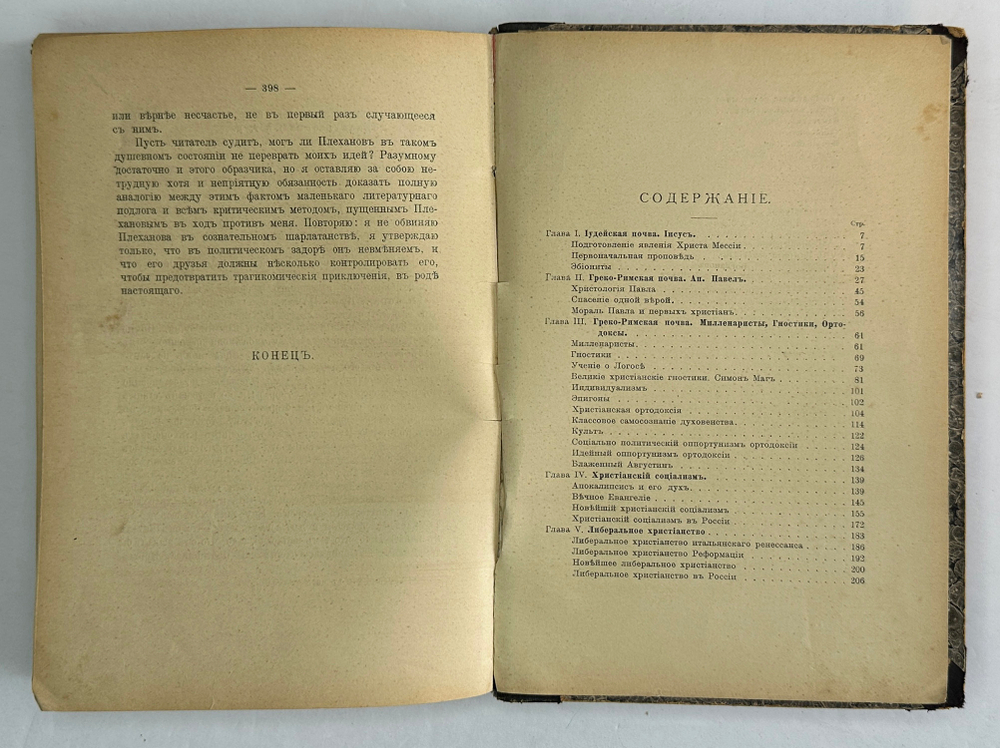 — 398 —
или вѣрнѣе несчастье, не въ первый разъ случающееся
съ нимъ.
Пусть читатель судитъ, могъ ли Плехановъ въ такомъ
душевномъ состояніи не переврать моихъ идей? Разумному
достаточно и этого образчика, но я оставляю за собою не-
трудную хотя и непріятную обязанность доказать полную
аналогію между этимъ фактомъ маленькаго литературнаго
подлога и всѣмъ критическимъ методомъ, пущеннымъ Пле-
хановымъ въ ходъ противъ меня. Повторяю: я не обвиняю
Плеханова въ сознательномъ шарлатанствѣ, я утверждаю
только, что въ политическомъ задорѣ онъ невмѣняемъ, и
что его друзья должны нѣсколько контролировать его,
чтобы предотвратить трагикомическія приключенія, въ родѣ
настоящаго.
КОНЕЦЪ.
СОДЕРЖАНІЕ.
Стр.
Глава I. Іудейская почва. Іисусъ. . . . . . . . . . . . . 7
Подготовленіе явленія Христа Мессіи . . . . . . . . . . 7
Первоначальная проповѣдь . . . . . . . . . . . . . 15
Эбіониты . . . . . . . . . . . . . . . . . . 23
Глава II. Греко-Римская почва. Ап. Павелъ. . . . . . . . . 27
Христологія Павла . . . . . . . . . . . . . . . 45
Спасеніе одной вѣрой. . . . . . . . . . . . . . . 54
Мораль Павла и первыхъ христіанъ. . . . . . . . . . . 56
Глава III. Греко-Римская почва. Милленаристы, Гностики, Орто-
доксы. . . . . . . . . . . . . . . . . . . 61
Милленаристы. . . . . . . . . . . . . . . . . 61
Гностики . . . . . . . . . . . . . . . . . . 69
Ученіе о Логосѣ . . . . . . . . . . . . . . . . 73
Великіе христіанскіе гностики. Симонъ Магъ . . . . . . . 81
Индивидуализмъ . . . . . . . . . . . . . . . . 101
Эпигоны . . . . . . . . . . . . . . . . . . 102
Христіанская ортодоксія . . . . . . . . . . . . . 104
Классовое самосознаніе духовенства. . . . . . . . . . . 114
Культъ . . . . . . . . . . . . . . . . . . . 122
Соціально политическій оппортунизмъ ортодоксіи . . . . . . 124
Идейный оппортунизмъ ортодоксіи . . . . . . . . . . . 126
Блаженный Августинъ . . . . . . . . . . . . . . 134
Глава IV. Христіанскій соціализмъ. . . . . . . . . . . . 139
Апокалипсисъ и его духъ. . . . . . . . . . . . . . 139
Вѣчное Евангеліе . . . . . . . . . . . . . . . . 145
Новѣйшій христіанскій соціализмъ . . . . . . . . . . 155
Христіанскій соціализмъ въ Россіи . . . . . . . . . . 172
Глава V. Либеральное христіанство . . . . . . . . . . . . 183
Либеральное христіанство итальянскаго ренессанса . . . . . 186
Либеральное христіанство Реформаціи . . . . . . . . . 192
Новѣйшее либеральное христіанство . . . . . . . . . . 200
Либеральное христіанство въ Россіи . . . . . . . . . . 206